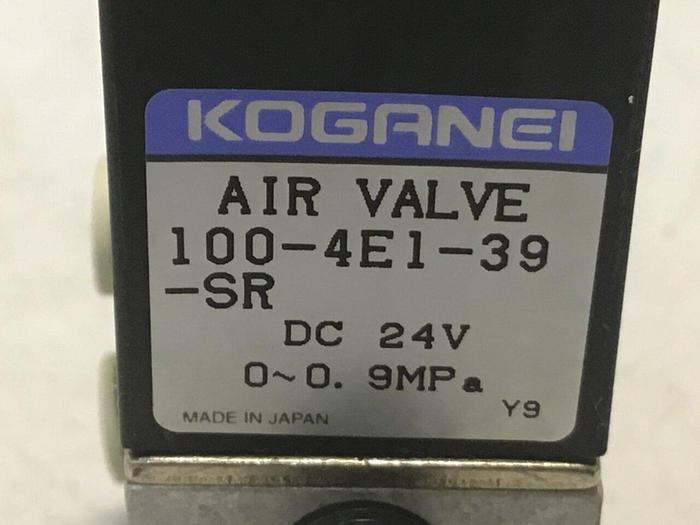 KOGANEI
AIR VALVE
100-4E1-39
-SR
DC 24V
0~0.9MPa
MADE IN JAPAN
Y9